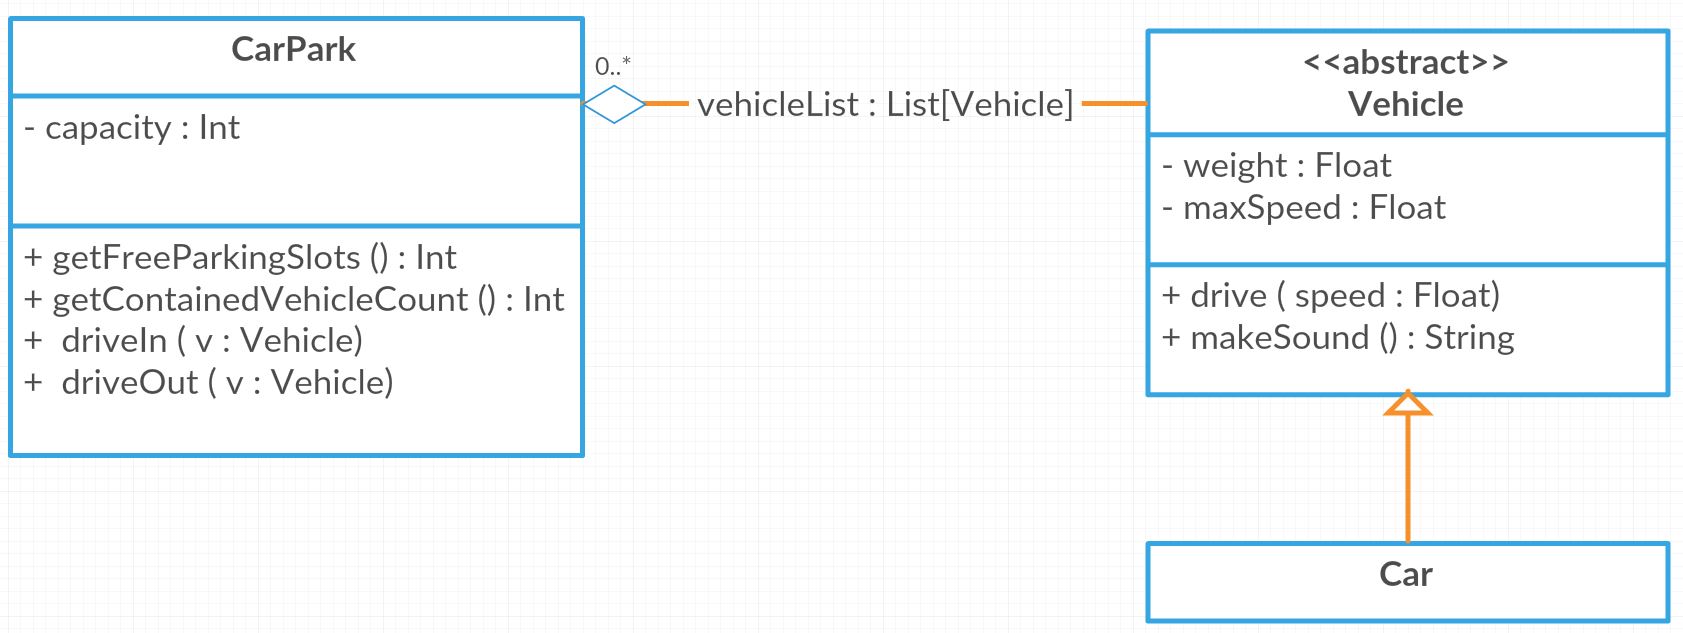 CarPark
- capacity : Int
+ getFreeParkingSlots () : Int
+ getContainedVehicleCount () : Int
+ driveIn ( v : Vehicle)
+ driveOut ( v : Vehicle)
0..*
vehicleList : List[Vehicle]
<<abstract>>
Vehicle
- weight : Float
- maxSpeed : Float
+ drive ( speed : Float)
+ makeSound () : String
Car